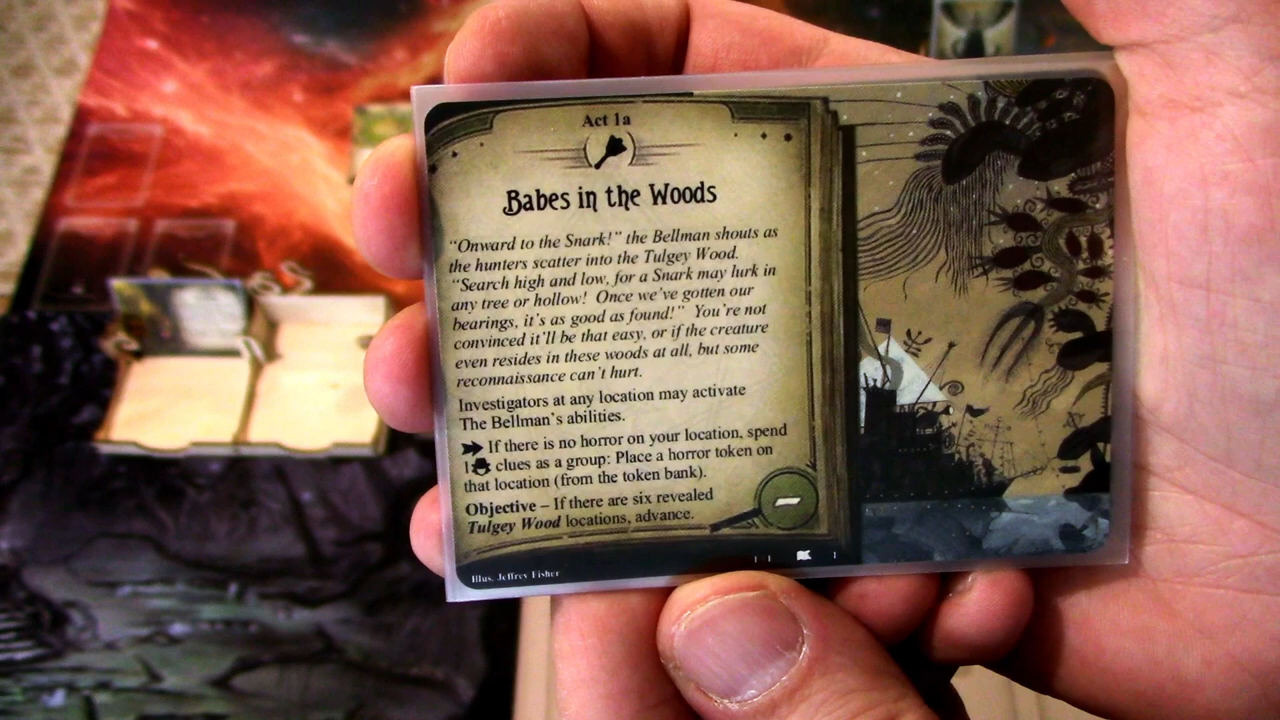 Act 1a
Babes in the Woods
“Onward to the Snark!” the Bellman shouts as
the hunters scatter into the Tulgey Wood.
“Search high and low, for a Snark may lurk in
any tree or hollow! Once we’ve gotten our
bearings, it’s as good as found!” You’re not
convinced it’ll be that easy, or if the creature
even resides in these woods at all, but some
reconnaissance can’t hurt.
Investigators at any location may activate
The Bellman’s abilities.
If there is no horror on your location, spend
1 clues as a group: Place a horror token on
that location (from the token bank).
Objective – If there are six revealed
Tulgey Wood locations, advance.
Illus. Jeffrey Fisher